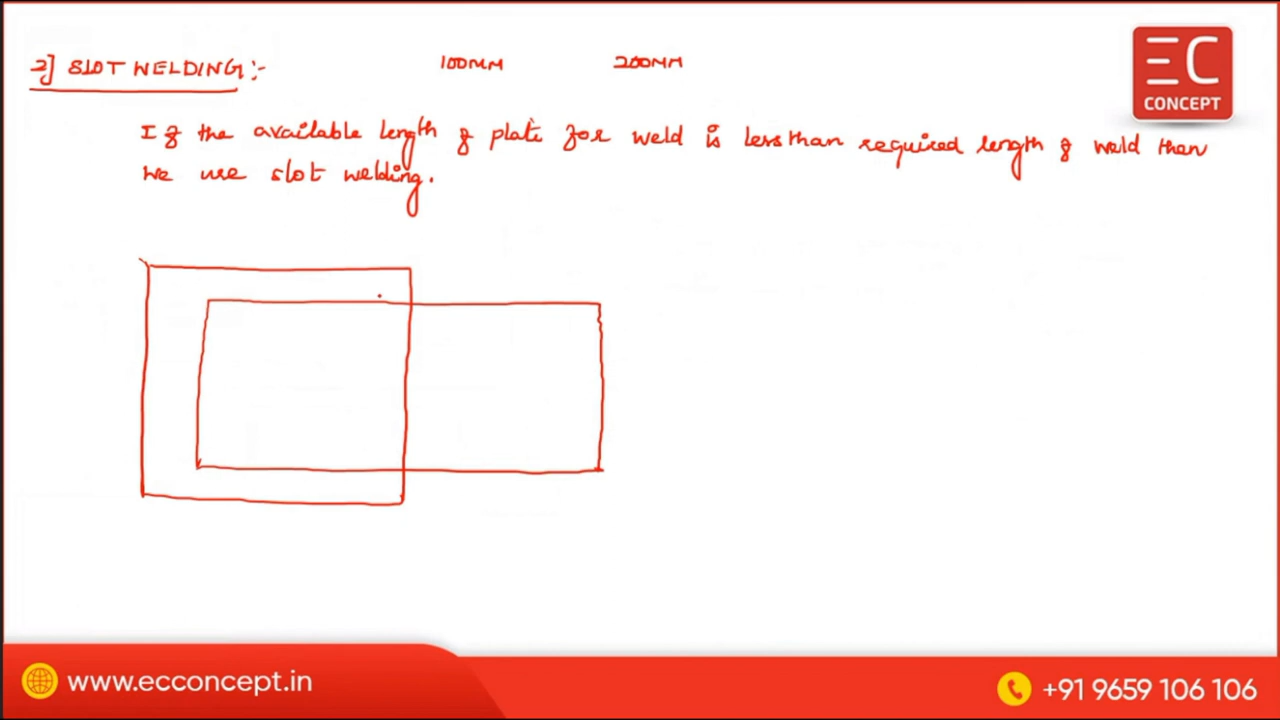 2] SLOT WELDING :-
100MM 200MM
EC
CONCEPT
If the available length of plate for weld is less than required length of weld then
we use slot welding.
www.ecconcept.in
+91 9659 106 106